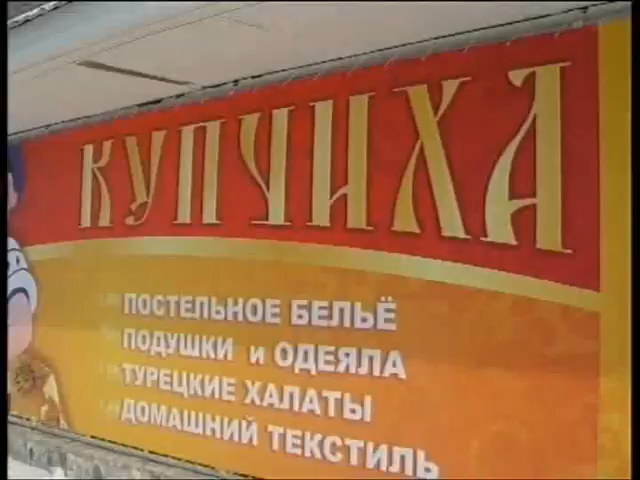 КУПЧИХА
ПОСТЕЛЬНОЕ БЕЛЬЁ
ПОДУШКИ и ОДЕЯЛА
ТУРЕЦКИЕ ХАЛАТЫ
ДОМАШНИЙ ТЕКСТИЛЬ